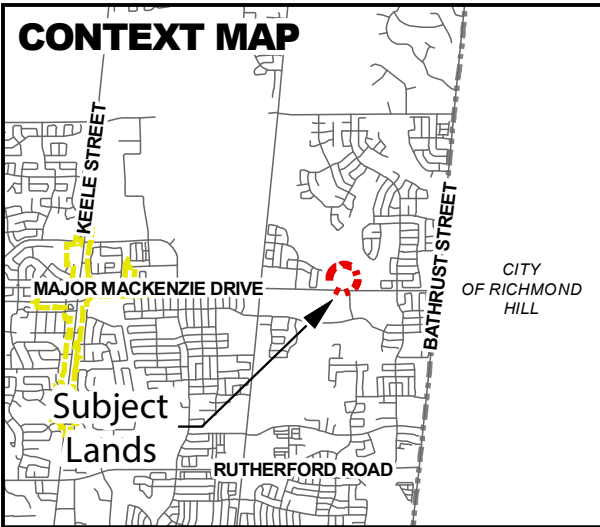 CONTEXT MAP
KEELE STREET
BATHRUST STREET
CITY
OF RICHMOND
HILL
MAJOR MACKENZIE DRIVE
Subject
Lands
RUTHERFORD ROAD